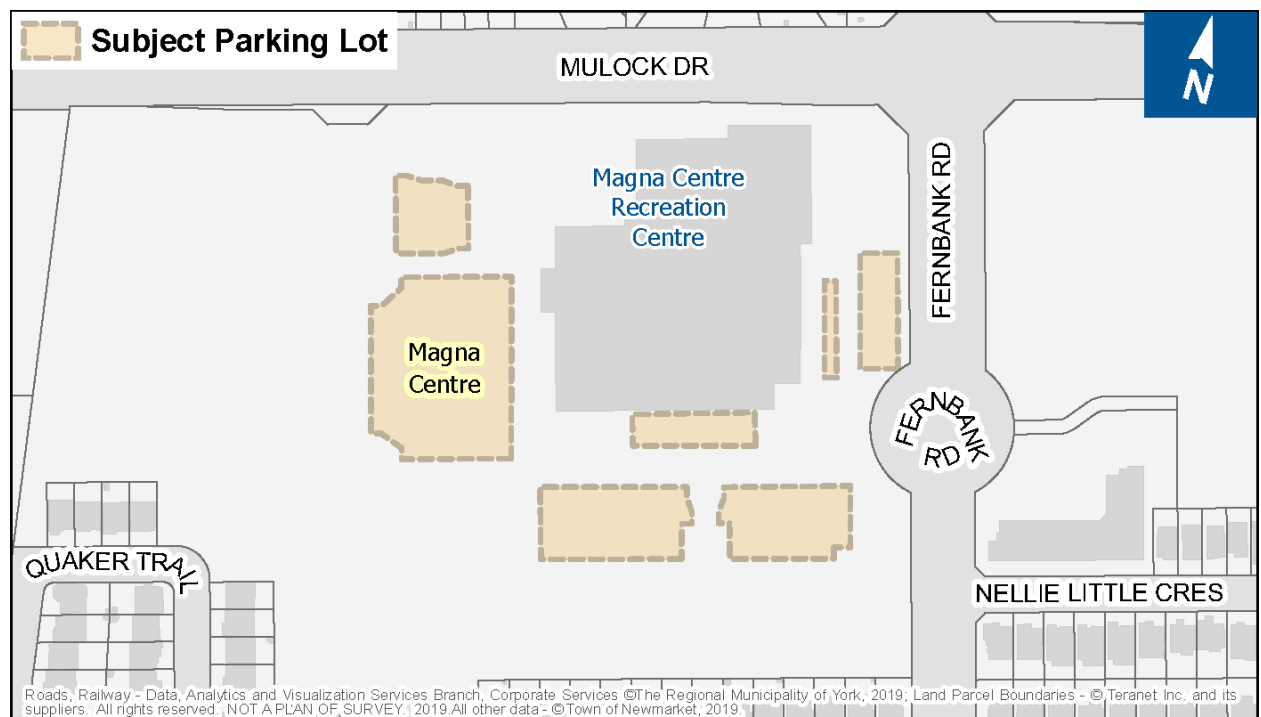 Subject Parking Lot
MULOCK DR
N
Magna Centre
Recreation
Centre
FERNBANK RD
Magna
Centre
FERNBANK
RD
QUAKER TRAIL
NELLIE LITTLE CRES
Roads, Railway - Data, Analytics and Visualization Services Branch, Corporate Services ©The Regional Municipality of York, 2019; Land Parcel Boundaries - © Teranet Inc. and its
suppliers. All rights reserved. NOT A PLAN OF SURVEY. 2019.All other data - ©Town of Newmarket, 2019.